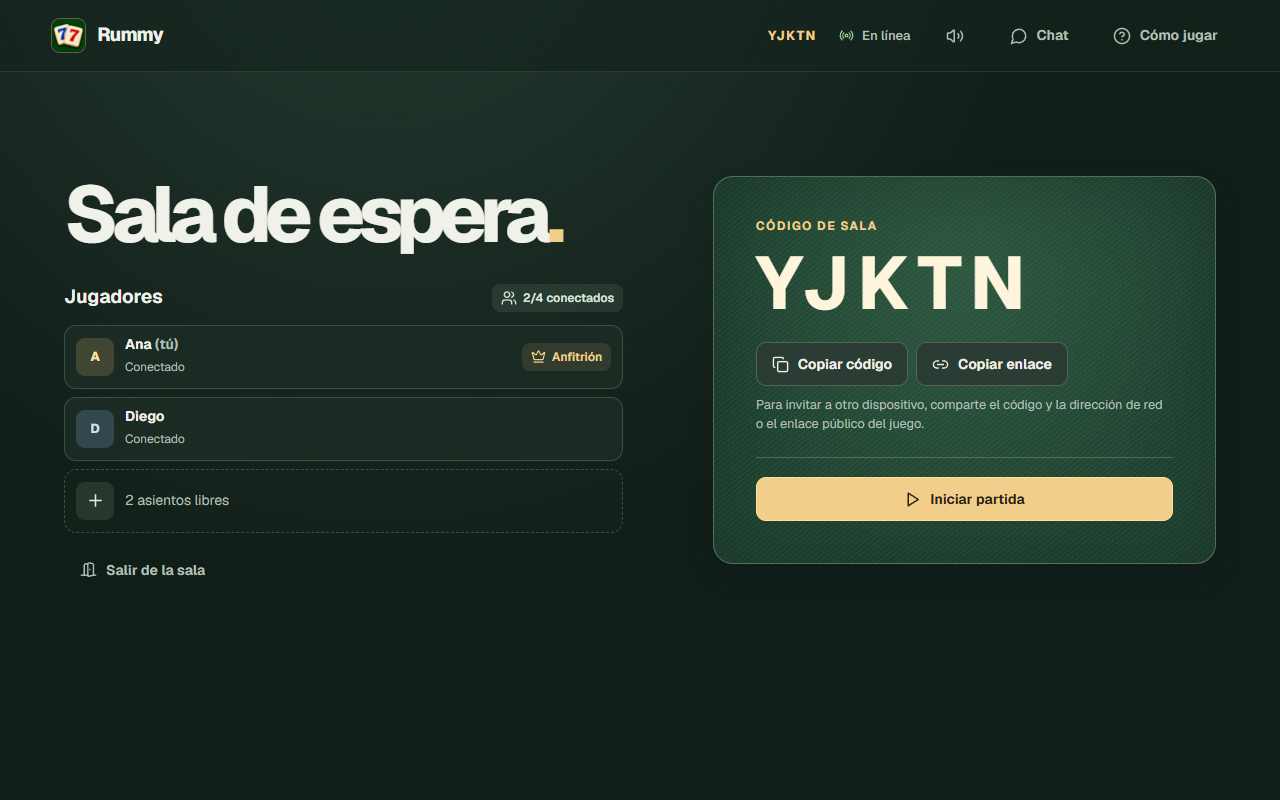 77 Rummy
YJKTN En línea Chat Cómo jugar
Sala de espera.
Jugadores
2/4 conectados
A Ana (tú)
Conectado
Anfitrión
D Diego
Conectado
2 asientos libres
Salir de la sala
CÓDIGO DE SALA
YJKTN
Copiar código Copiar enlace
Para invitar a otro dispositivo, comparte el código y la dirección de red
o el enlace público del juego.
Iniciar partida